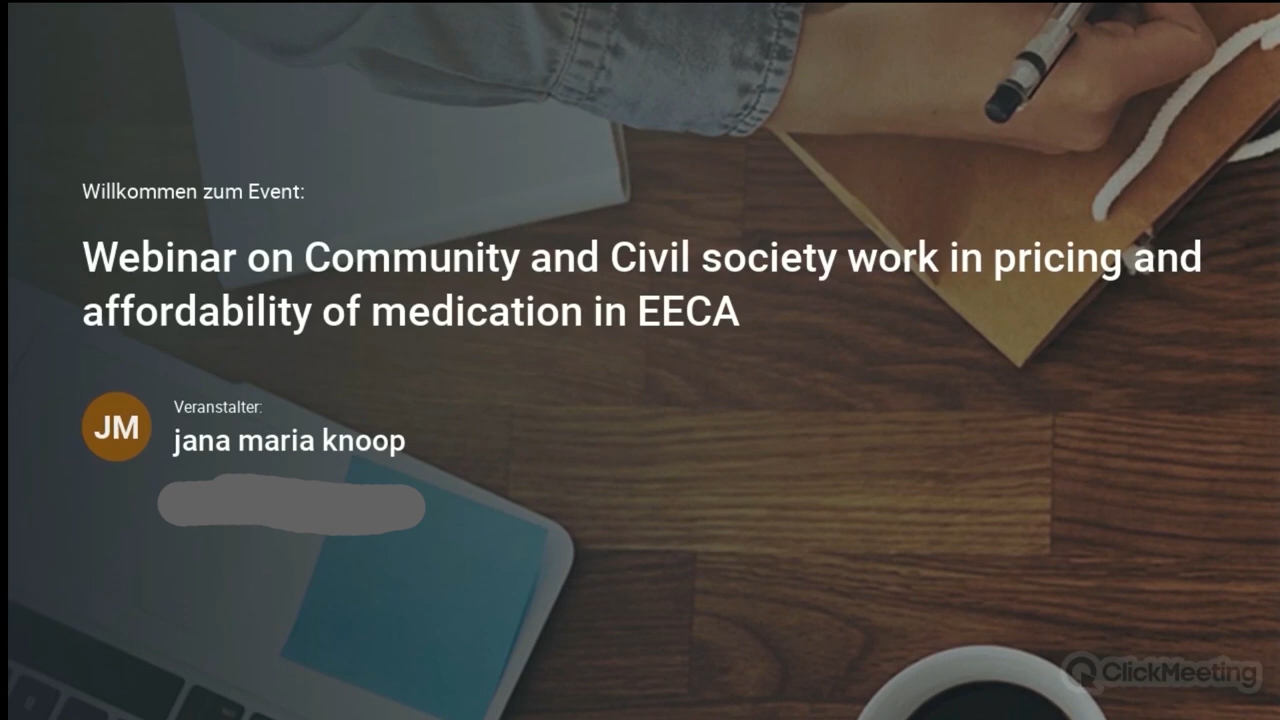 Willkommen zum Event:
Webinar on Community and Civil society work in pricing and
affordability of medication in EECA
JM
Veranstalter:
jana maria knoop
ClickMeeting